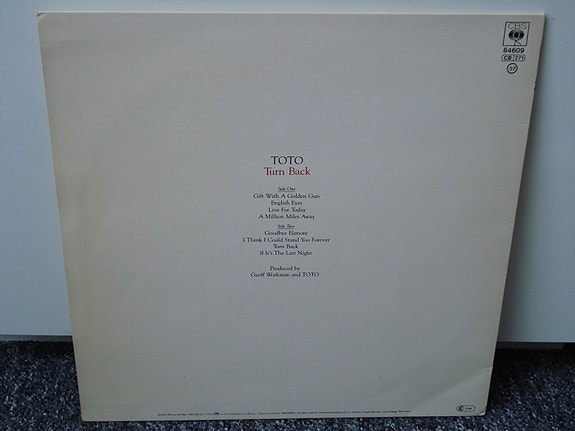 CBS
84609
CB 271
57
TOTO
Turn Back
Side One
Gift With A Golden Gun
English Eyes
Live For Today
A Million Miles Away
Side Two
Goodbye Elenore
I Think I Could Stand You Forever
Turn Back
If It's The Last Night
Produced by
Geoff Workman and TOTO